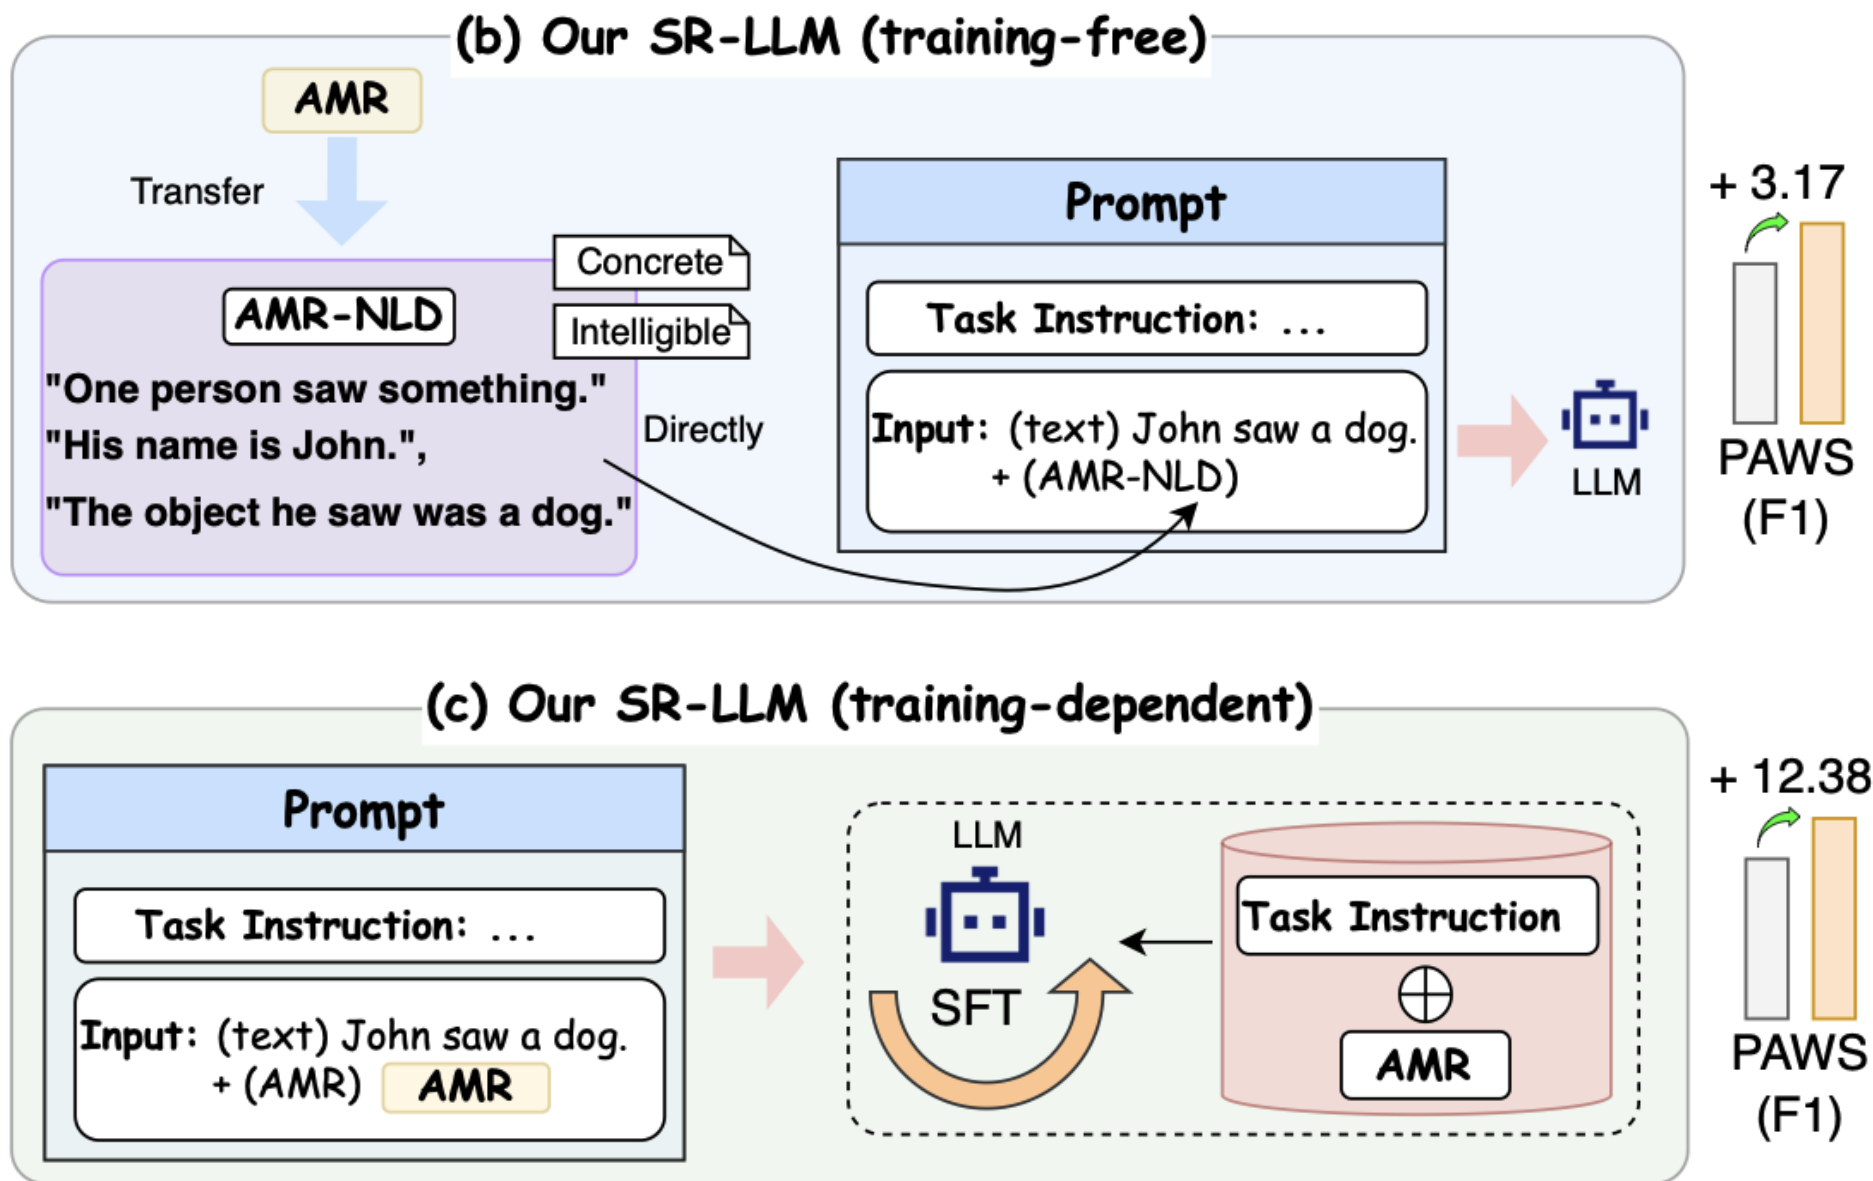 (b) Our SR-LLM (training-free)
AMR
Transfer
AMR-NLD
Concrete
Intelligible
"One person saw something."
"His name is John.",
"The object he saw was a dog."
Directly
Prompt
Task Instruction: ...
Input: (text) John saw a dog.
+ (AMR-NLD)
LLM
+ 3.17
PAWS
(F1)
(c) Our SR-LLM (training-dependent)
Prompt
Task Instruction: ...
Input: (text) John saw a dog.
+ (AMR) AMR
LLM
SFT
Task Instruction
AMR
+ 12.38
PAWS
(F1)